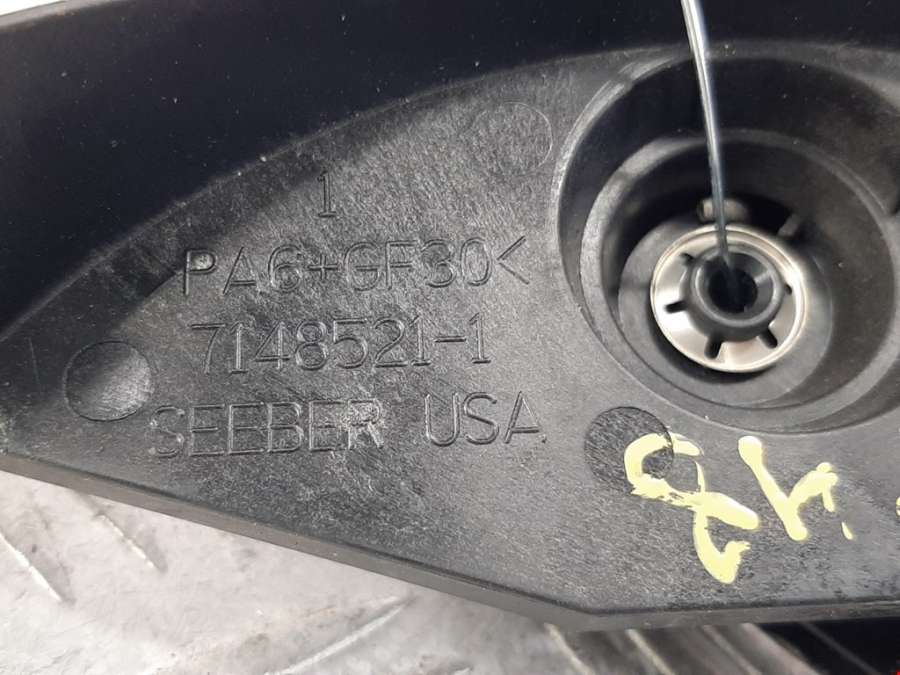 1
PA6+GF30<
7148521-1
SEEBER USA